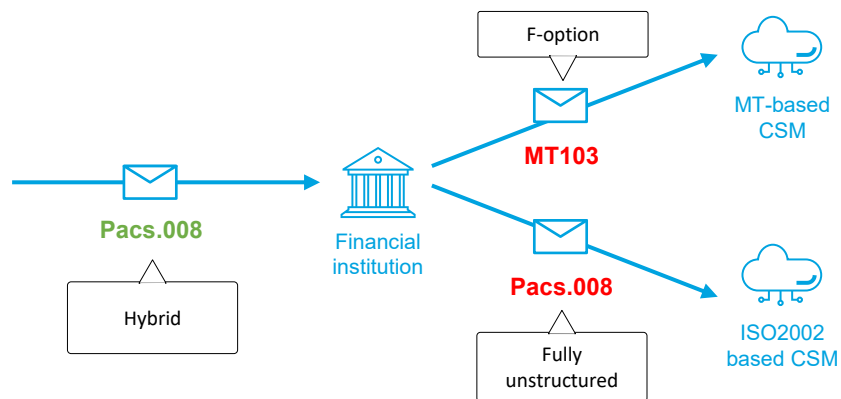 F-option
MT103
MT-based
CSM
Pacs.008
Hybrid
Financial
institution
Pacs.008
Fully
unstructured
ISO2002
based CSM